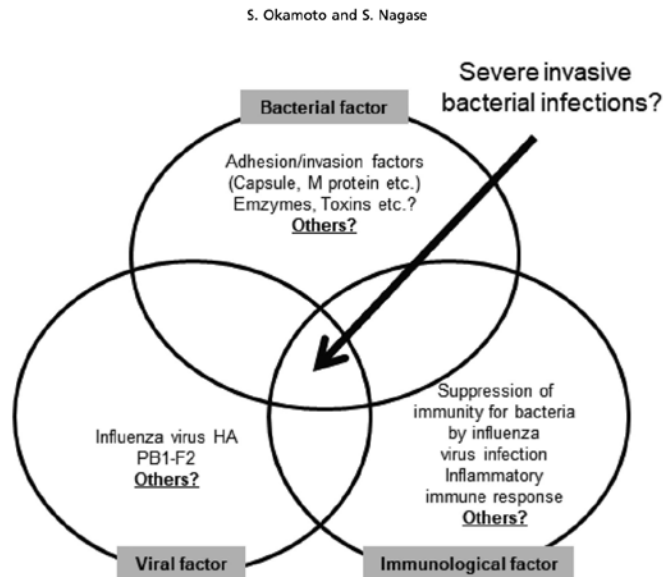 S. Okamoto and S. Nagase
Severe invasive
bacterial infections?
Bacterial factor
Adhesion/invasion factors
(Capsule, M protein etc.)
Emzymes, Toxins etc.?
Others?
Influenza virus HA
PB1-F2
Others?
Suppression of
immunity for bacteria
by influenza
virus infection
Inflammatory
immune response
Others?
Viral factor
Immunological factor